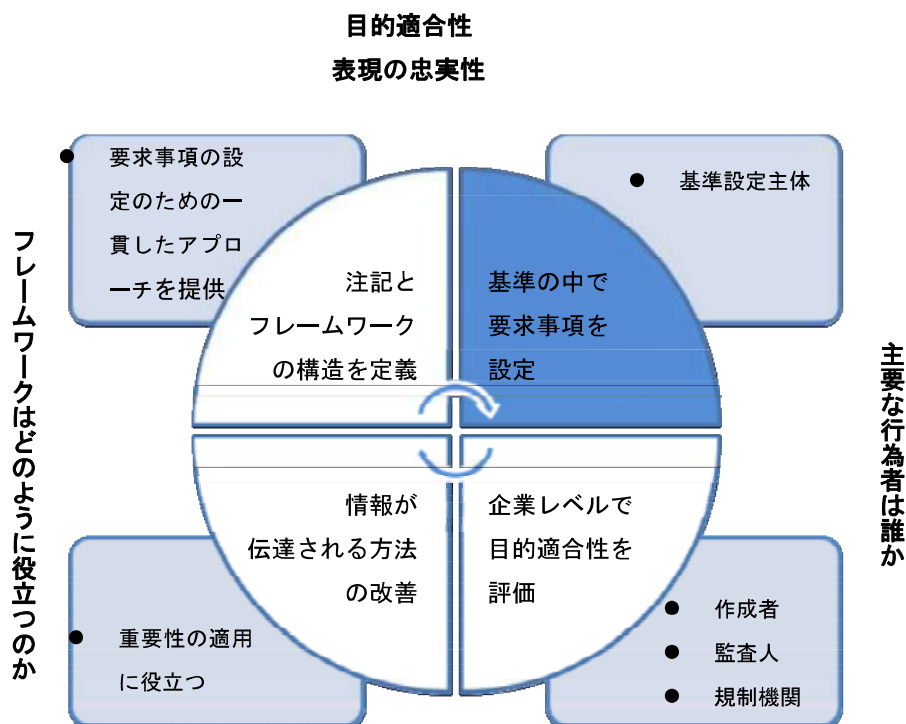 目的適合性
表現の忠実性
フレームワークはどのように役立つのか
● 要求事項の設
定のための一
貫したアプロ
ーチを提供
● 基準設定主体
注記と
フレームワーク
の構造を定義
基準の中で
要求事項を
設定
情報が
伝達される方法
の改善
企業レベルで
目的適合性を
評価
● 重要性の適用
に役立つ
● 作成者
● 監査人
● 規制機関
主要な行為者は誰か